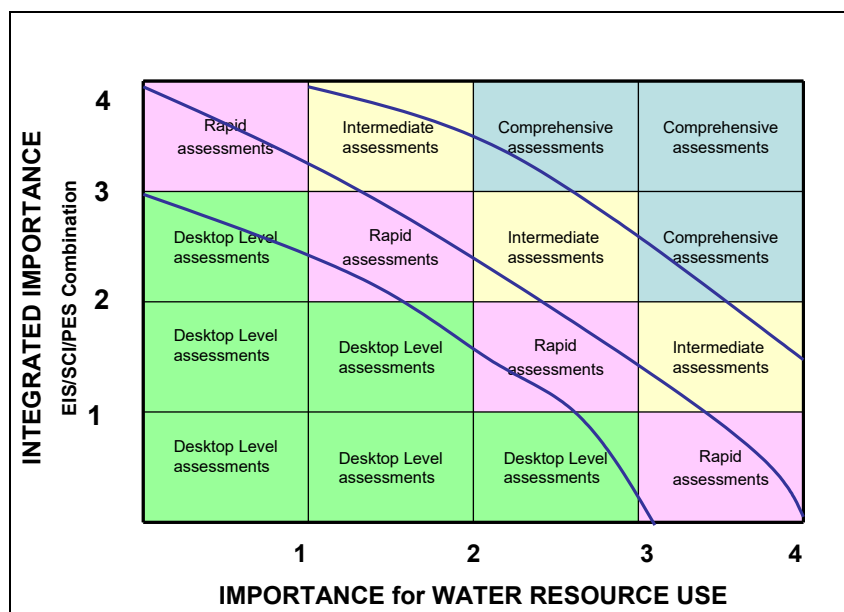 INTEGRATED IMPORTANCE
EIS/SCI/PES Combination
4
Rapid
assessments
Intermediate
assessments
Comprehensive
assessments
Comprehensive
assessments
3
Desktop Level
assessments
Rapid
assessments
Intermediate
assessments
Comprehensive
assessments
2
Desktop Level
assessments
Desktop Level
assessments
Rapid
assessments
Intermediate
assessments
1
Desktop Level
assessments
Desktop Level
assessments
Desktop Level
assessments
Rapid
assessments
1 2 3 4
IMPORTANCE for WATER RESOURCE USE